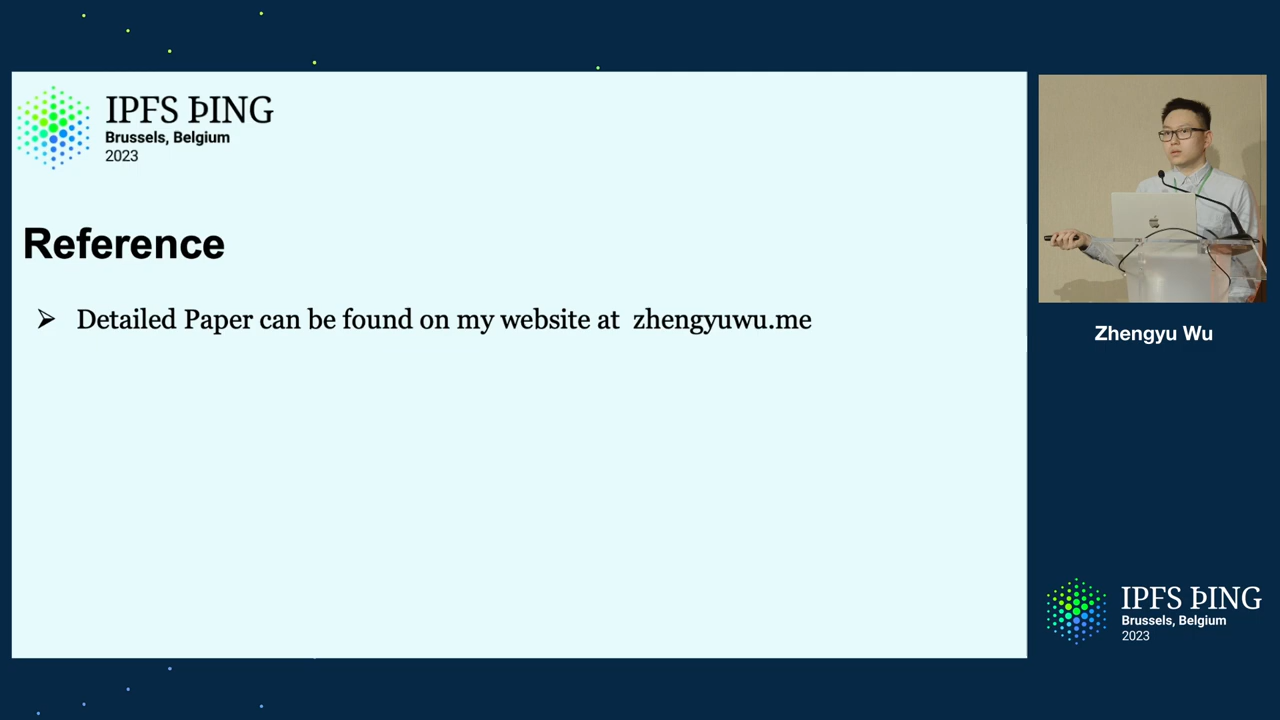 IPFS ÞING
Brussels, Belgium
2023
Reference
➢ Detailed Paper can be found on my website at zhengyuwu.me
Zhengyu Wu
IPFS ÞING
Brussels, Belgium
2023